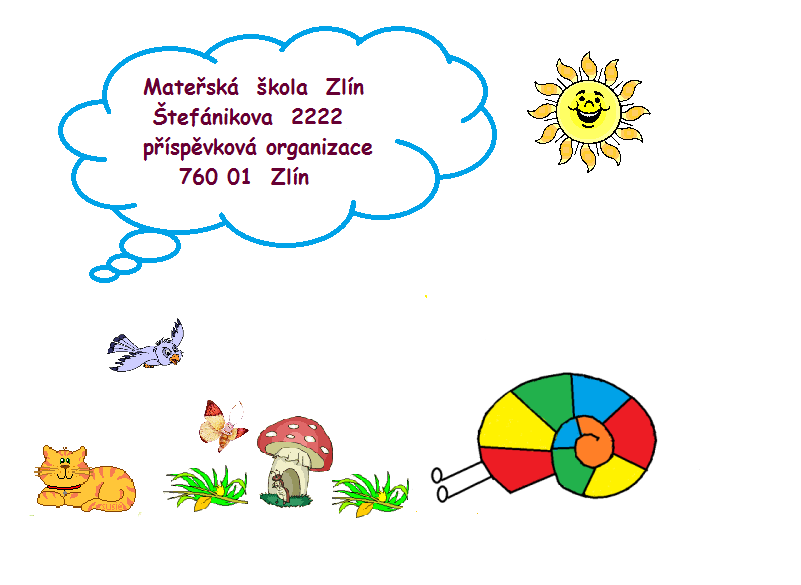 Mateřská škola Zlín
Štefánikova 2222
příspěvková organizace
760 01 Zlín